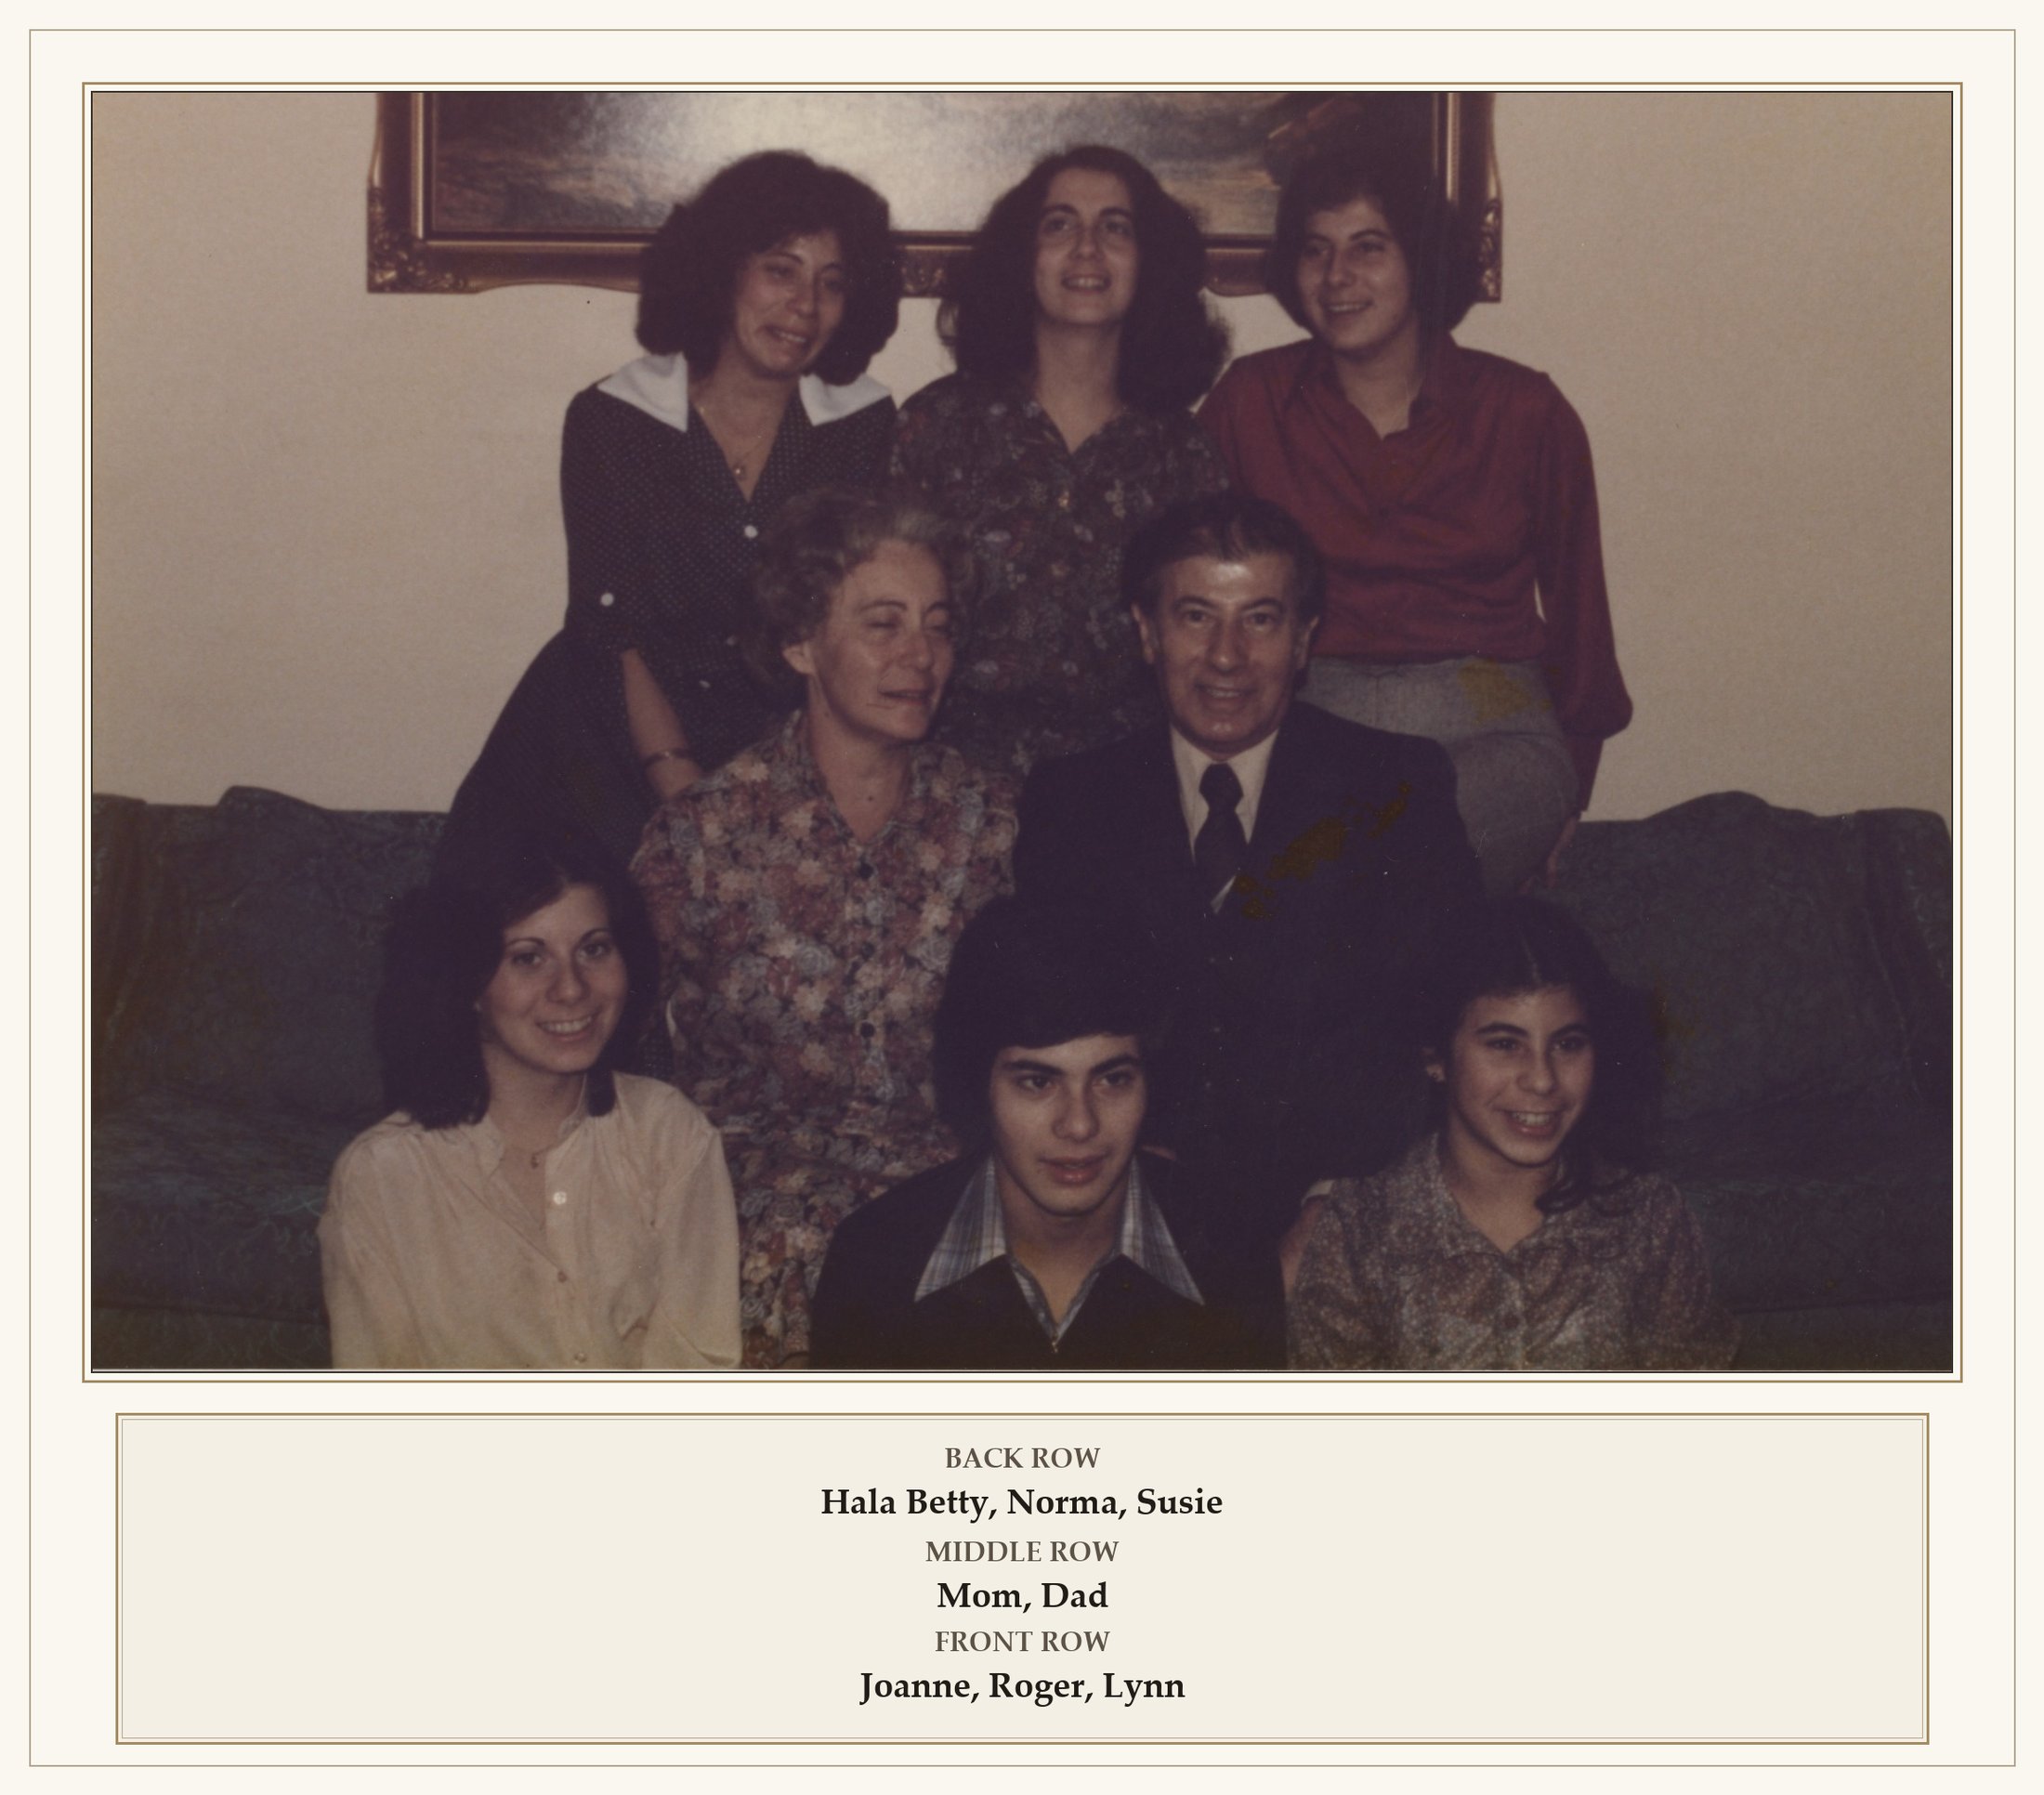 BACK ROW
Hala Betty, Norma, Susie
MIDDLE ROW
Mom, Dad
FRONT ROW
Joanne, Roger, Lynn